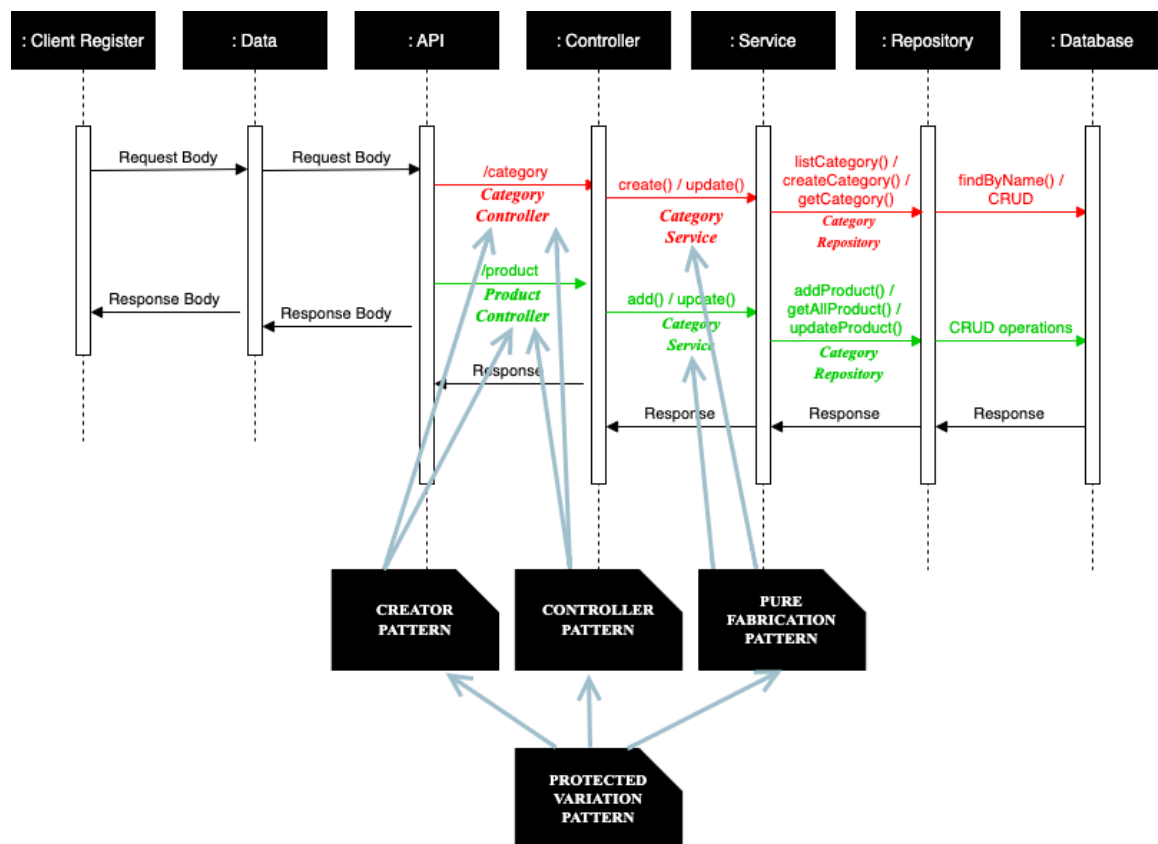 : Client Register
: Data
: API
: Controller
: Service
: Repository
: Database
Request Body
Request Body
/category
Category
Controller
create() / update()
Category
Service
listCategory() /
createCategory() /
getCategory()
Category
Repository
findByName() /
CRUD
Response Body
Response Body
/product
Product
Controller
add() / update()
Category
Service
addProduct() /
getAllProduct() /
updateProduct()
Category
Repository
CRUD operations
Response
Response
Response
Response
CREATOR
PATTERN
CONTROLLER
PATTERN
PURE
FABRICATION
PATTERN
PROTECTED
VARIATION
PATTERN